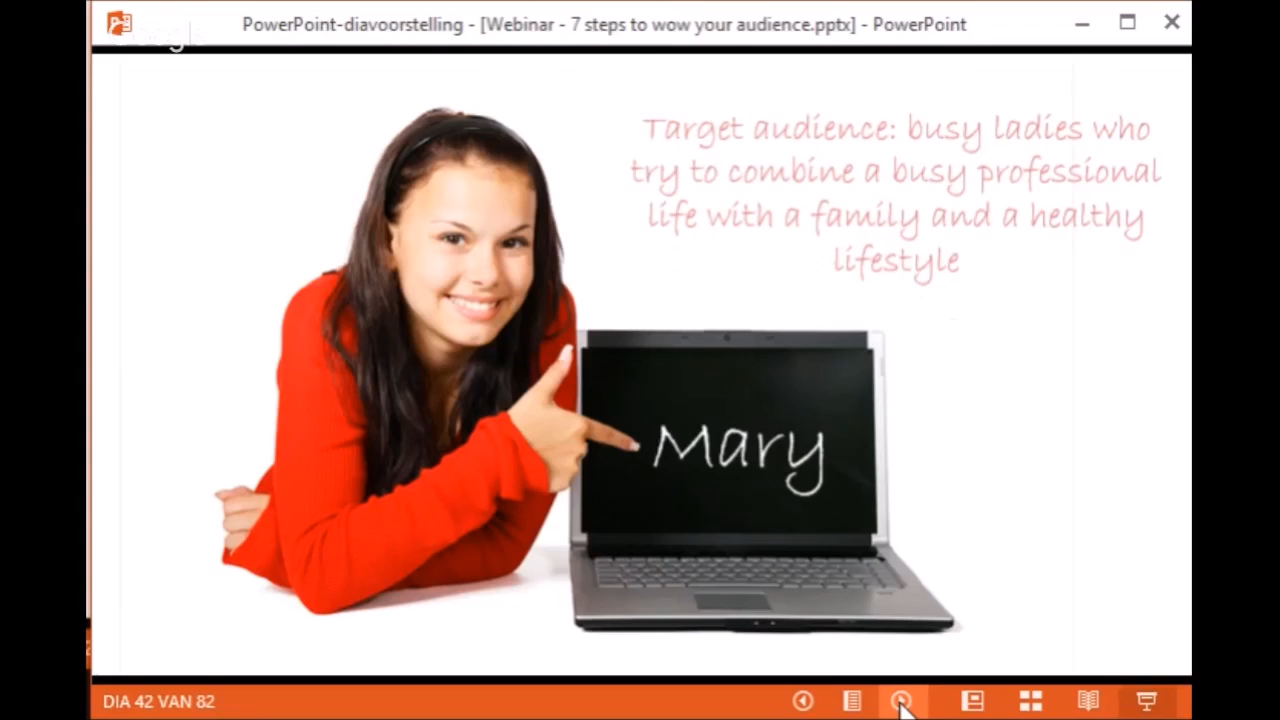 PowerPoint-diavoorstelling - [Webinar - 7 steps to wow your audience.pptx] - PowerPoint
Target audience: busy ladies who
try to combine a busy professional
life with a family and a healthy
lifestyle
Mary
DIA 42 VAN 82